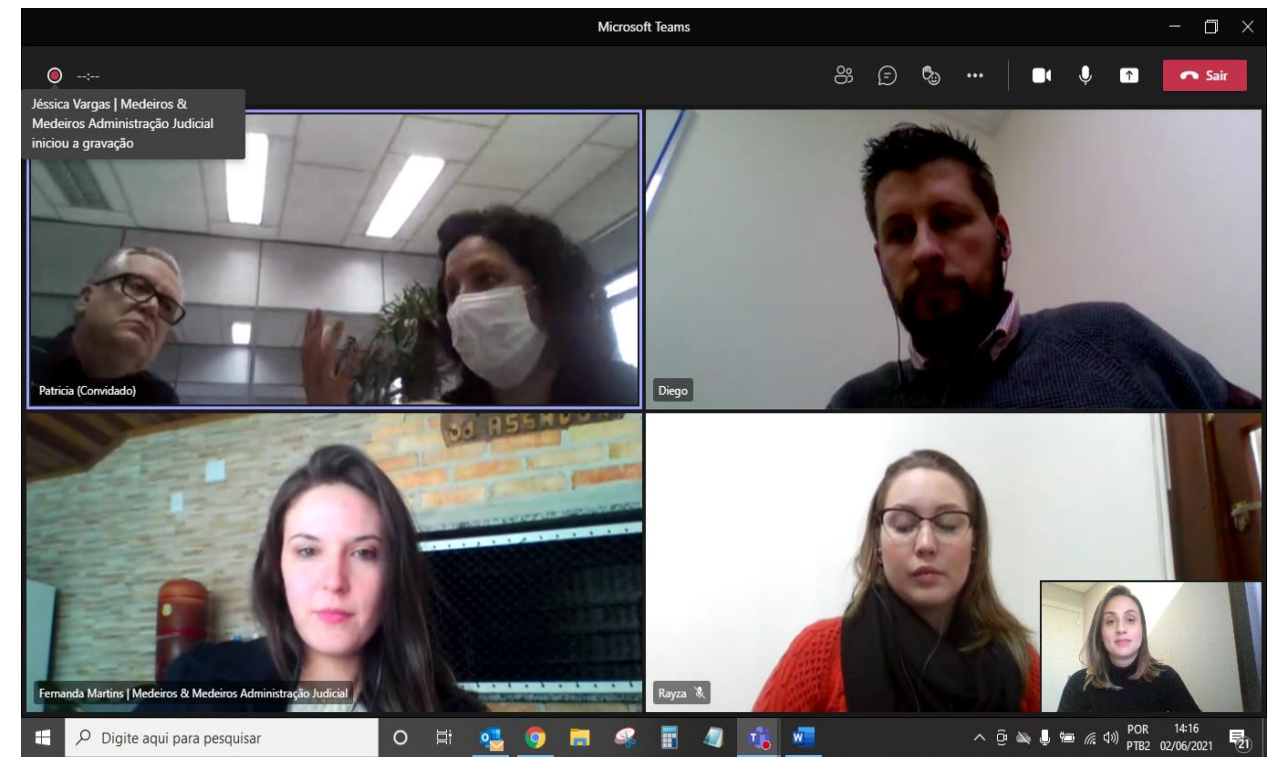 Microsoft Teams
--:--
Sair
Jéssica Vargas | Medeiros &
Medeiros Administração Judicial
iniciou a gravação
Patricia (Convidado)
Diego
Fernanda Martins | Medeiros & Medeiros Administração Judicial
Rayza
Digite aqui para pesquisar
POR
PTB2
14:16
02/06/2021
21